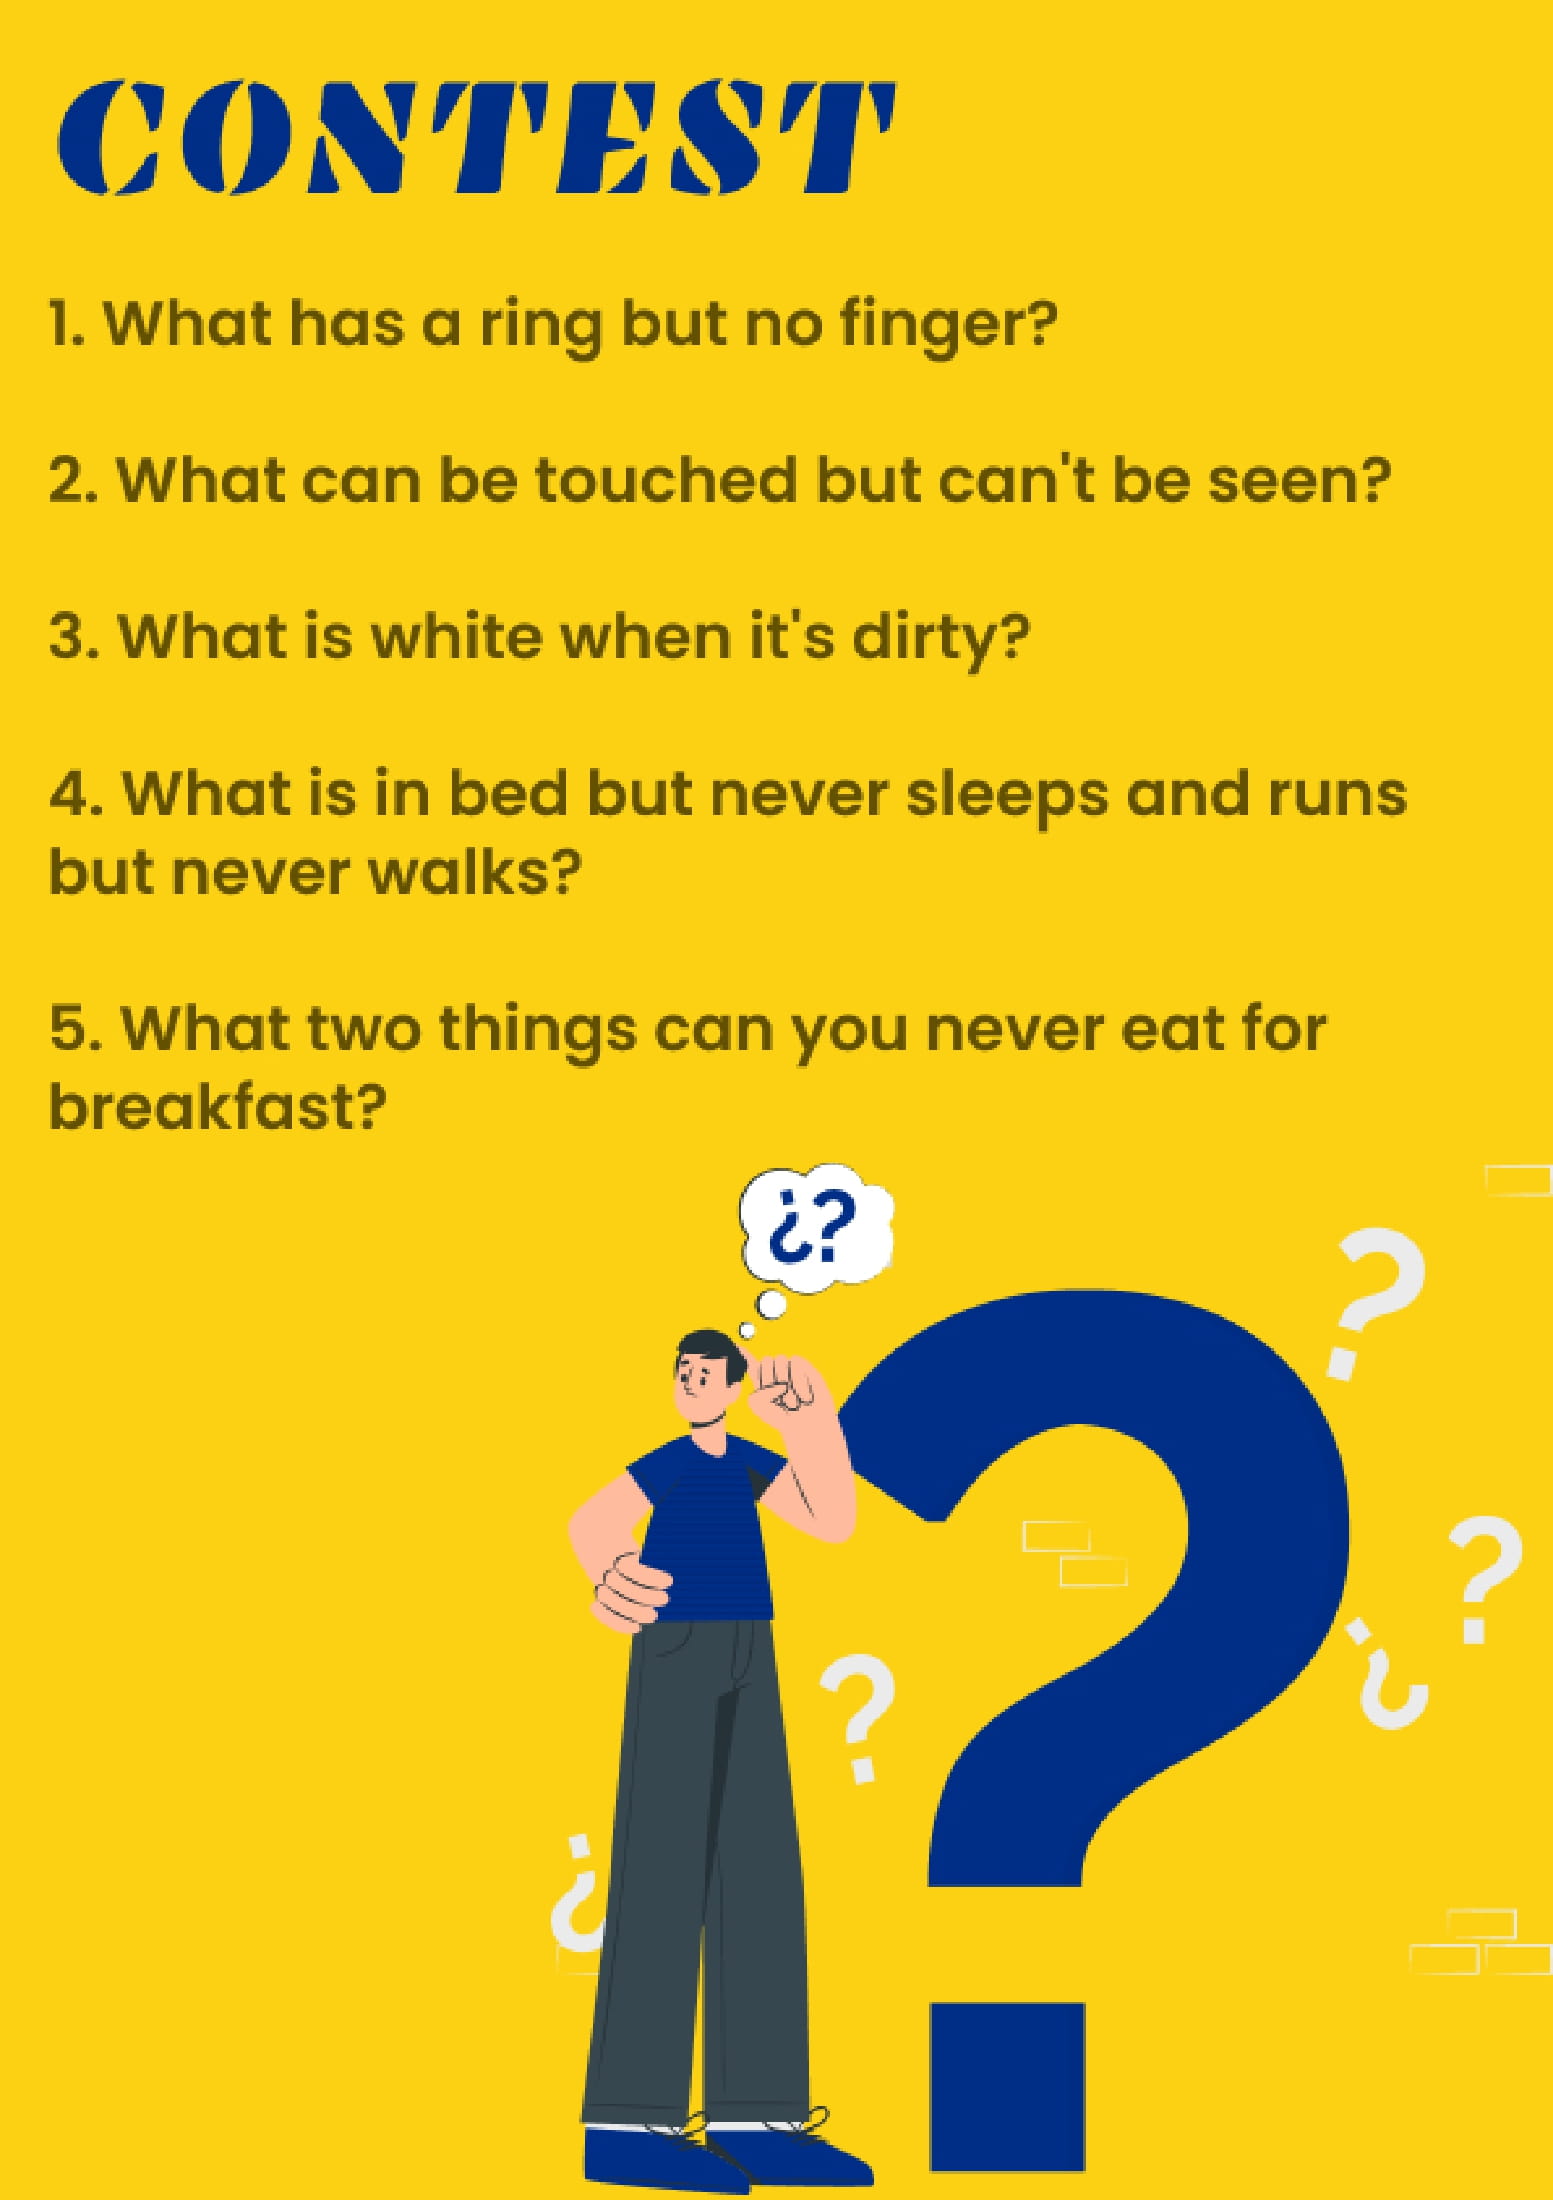 CONTEST
1. What has a ring but no finger?
2. What can be touched but can't be seen?
3. What is white when it's dirty?
4. What is in bed but never sleeps and runs
but never walks?
5. What two things can you never eat for
breakfast?
¿?
?
?
¿
?
¿
?